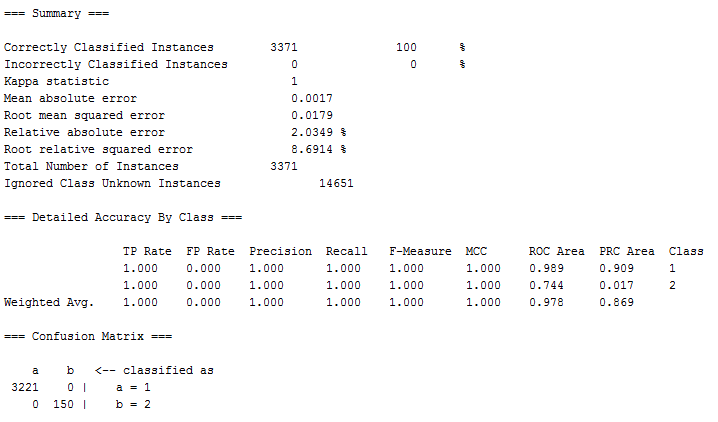 === Summary ===
Correctly Classified Instances 3371 100 %
Incorrectly Classified Instances 0 0 %
Kappa statistic 1
Mean absolute error 0.0017
Root mean squared error 0.0179
Relative absolute error 2.0349 %
Root relative squared error 8.6914 %
Total Number of Instances 3371
Ignored Class Unknown Instances 14651
=== Detailed Accuracy By Class ===
TP Rate FP Rate Precision Recall F-Measure MCC ROC Area PRC Area Class
1.000 0.000 1.000 1.000 1.000 1.000 0.989 0.909 1
1.000 0.000 1.000 1.000 1.000 1.000 0.744 0.017 2
Weighted Avg. 1.000 0.000 1.000 1.000 1.000 1.000 0.978 0.869
=== Confusion Matrix ===
a b <-- classified as
3221 0 | a = 1
0 150 | b = 2